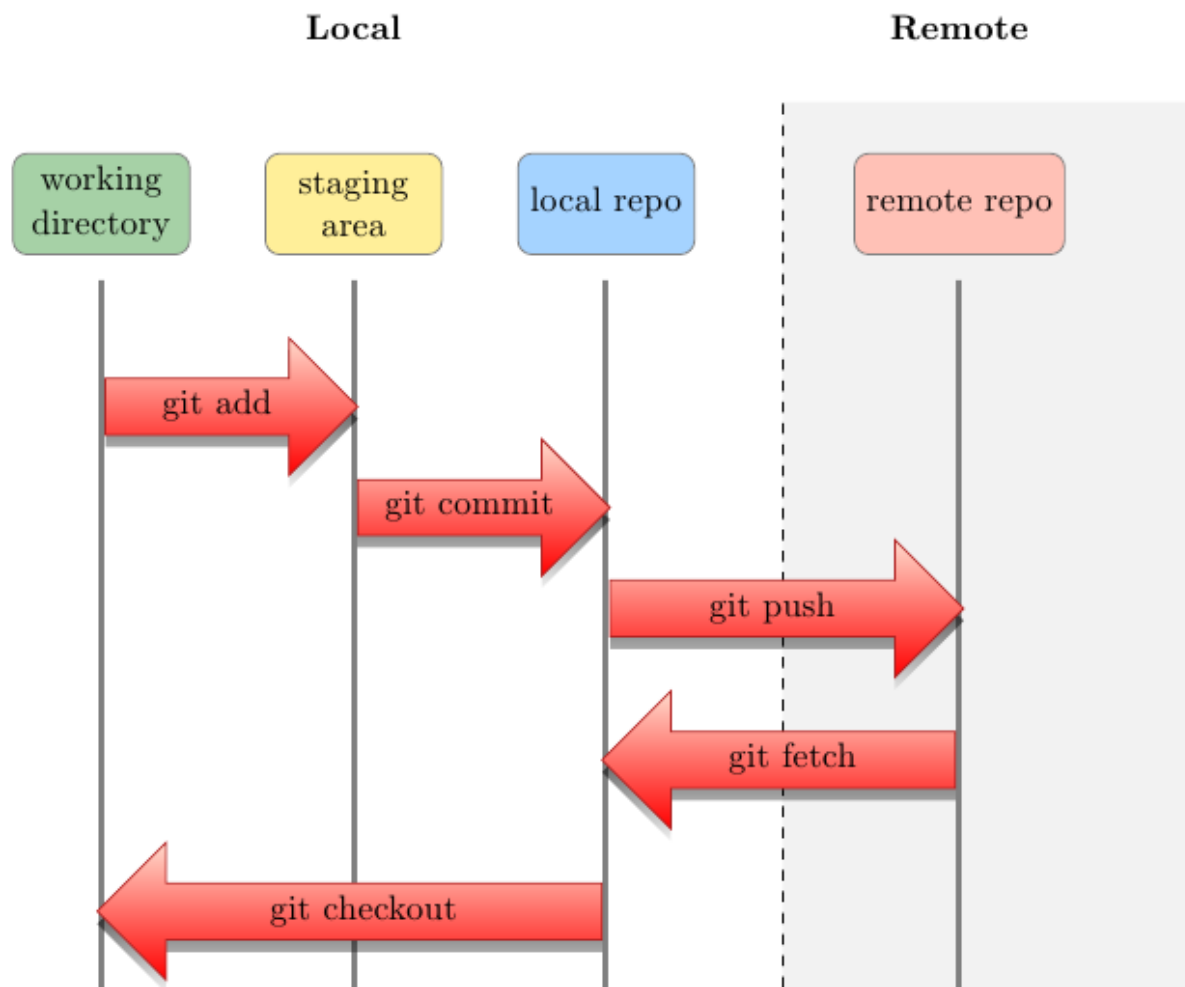 Local
Remote
working
directory
staging
area
local repo
remote repo
git add
git commit
git push
git fetch
git checkout